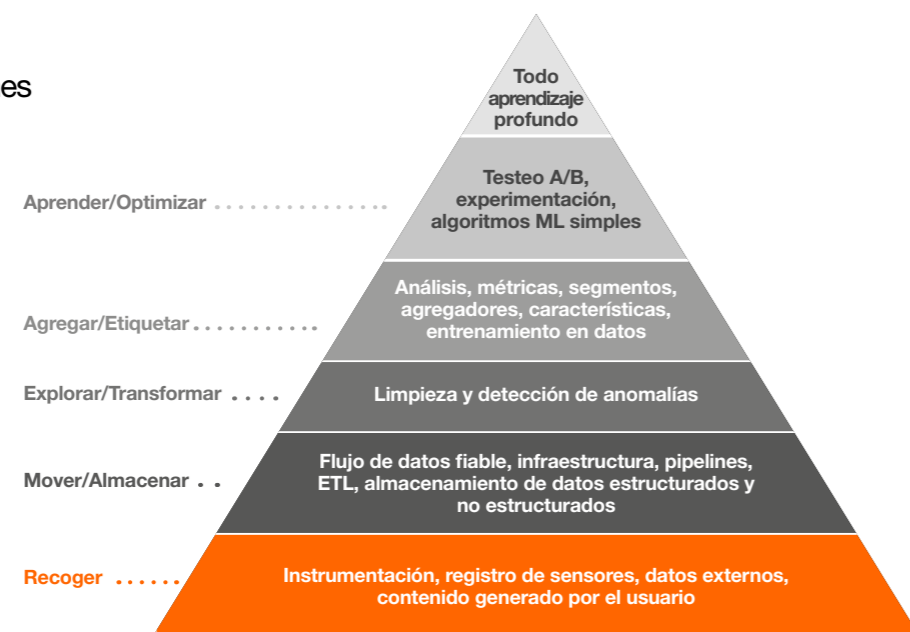 es
Todo
aprendizaje
profundo
Aprender/Optimizar
Testeo A/B,
experimentación,
algoritmos ML simples
Agregar/Etiquetar
Análisis, métricas, segmentos,
agregadores, características,
entrenamiento en datos
Explorar/Transformar
Limpieza y detección de anomalías
Mover/Almacenar
Flujo de datos fiable, infraestructura, pipelines,
ETL, almacenamiento de datos estructurados y
no estructurados
Recoger
Instrumentación, registro de sensores, datos externos,
contenido generado por el usuario